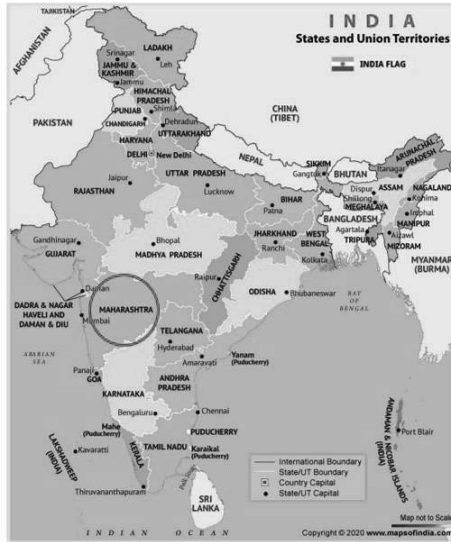 INDIA
States and Union Territories
INDIA FLAG
TAJIKISTAN
AFGHANISTAN
PAKISTAN
CHINA
(TIBET)
NEPAL
BHUTAN
BANGLADESH
MYANMAR
(BURMA)
SRI
LANKA
LADAKH
Leh
Srinagar
JAMMU &
KASHMIR
Jammu
HIMACHAL
PRADESH
Shimla
PUNJAB
CHANDIGARH
Dehradun
UTTARAKHAND
HARYANA
DELHI
New Delhi
RAJASTHAN
Jaipur
UTTAR PRADESH
Lucknow
BIHAR
Patna
SIKKIM
Gangtok
ARUNACHAL
PRADESH
Itanagar
ASSAM
Dispur
NAGALAND
Kohima
Shillong
MEGHALAYA
Imphal
MANIPUR
Agartala
TRIPURA
Aizawl
MIZORAM
Gandhinagar
GUJARAT
Bhopal
MADHYA PRADESH
JHARKHAND
Ranchi
WEST
BENGAL
Kolkata
CHHATTISGARH
Raipur
ODISHA
Bhubaneswar
BAY
OF
BENGAL
Daman
DADRA & NAGAR
HAVELI AND
DAMAN & DIU
Mumbai
MAHARASHTRA
ARABIAN
SEA
TELANGANA
Hyderabad
Amaravati
Yanam
(Puducherry)
ANDHRA
PRADESH
Panaji
GOA
KARNATAKA
Bengaluru
Chennai
Mahe
(Puducherry)
PUDUCHERRY
TAMIL NADU
Karaikal
(Puducherry)
KERALA
Thiruvananthapuram
LAKSHADWEEP
(INDIA)
Kavaratti
ANDAMAN & NICOBAR ISLANDS
(INDIA)
Port Blair
International Boundary
State/UT Boundary
Country Capital
State/UT Capital
INDIAN OCEAN
Map not to Scale
Copyright © 2020 www.mapsofindia.com